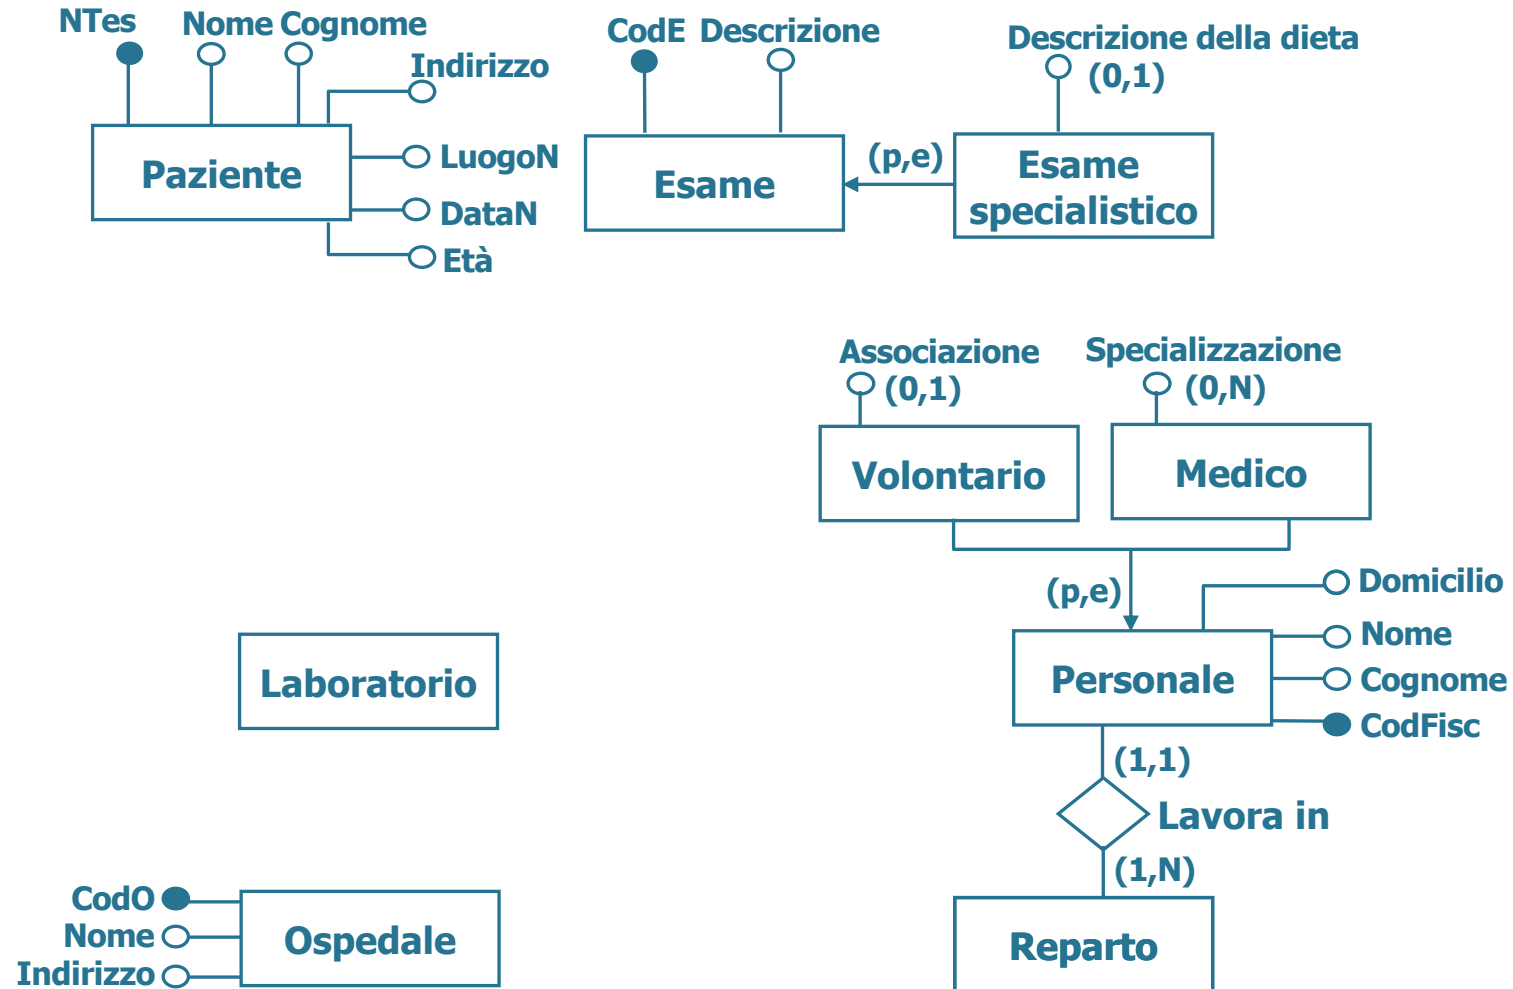 NTes
Nome Cognome
Indirizzo
Paziente
LuogoN
DataN
Età
CodE Descrizione
Esame
(p,e)
Descrizione della dieta
(0,1)
Esame
specialistico
Associazione
(0,1)
Volontario
Specializzazione
(0,N)
Medico
(p,e)
Personale
Domicilio
Nome
Cognome
CodFisc
(1,1)
Lavora in
(1,N)
Reparto
Laboratorio
CodO
Nome
Indirizzo
Ospedale